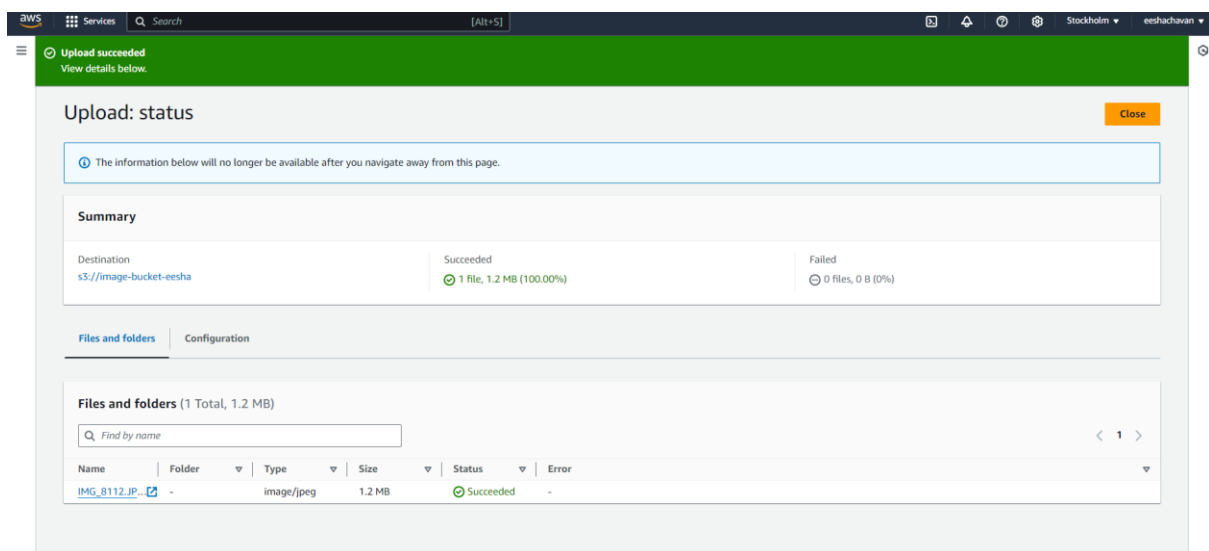 aws Services Search [Alt+S] Stockholm eeshachavan
Upload succeeded
View details below.
Upload: status
Close
The information below will no longer be available after you navigate away from this page.
Summary
Destination Succeeded Failed
s3://image-bucket-eesha 1 file, 1.2 MB (100.00%) 0 files, 0 B (0%)
Files and folders Configuration
Files and folders (1 Total, 1.2 MB)
Find by name 1
Name Folder Type Size Status Error
IMG_8112.JP... - image/jpeg 1.2 MB Succeeded -